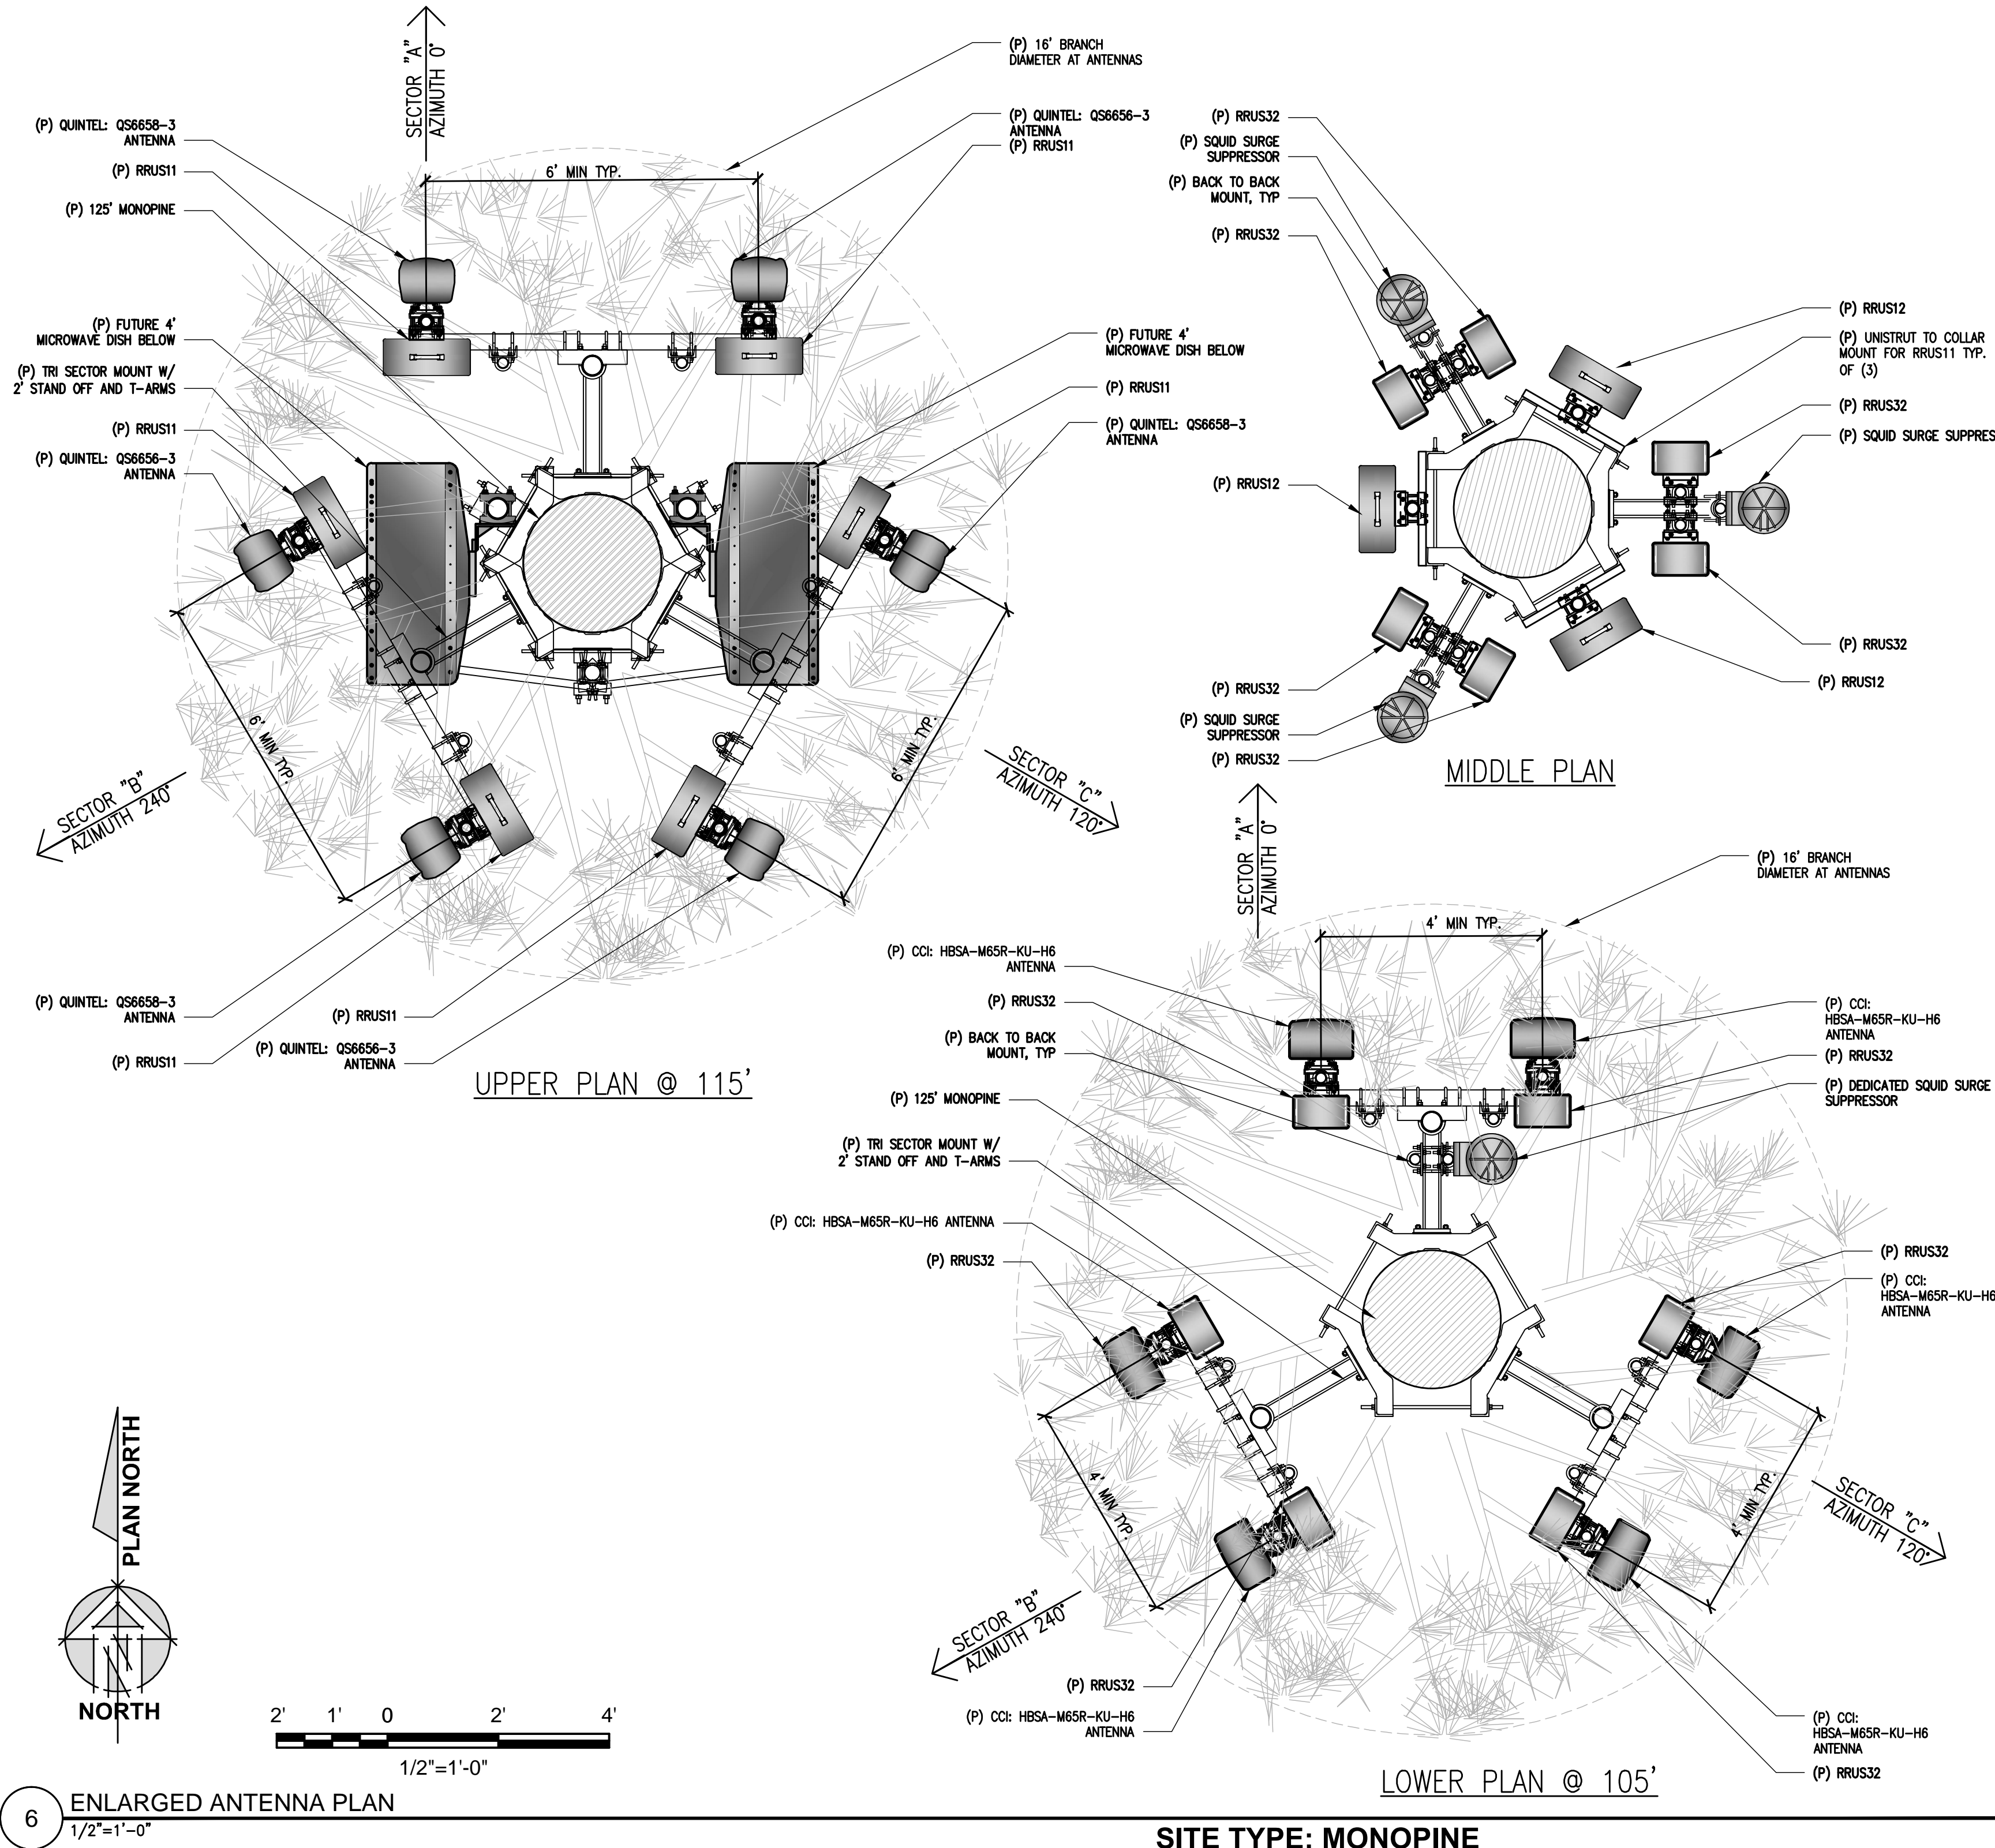 SECTOR "A"
AZIMUTH 0°
(P) 16' BRANCH
DIAMETER AT ANTENNAS
(P) QUINTEL: QS6658-3
ANTENNA
(P) RRUS11
(P) 125' MONOPINE
(P) FUTURE 4'
MICROWAVE DISH BELOW
(P) TRI SECTOR MOUNT W/
2' STAND OFF AND T-ARMS
(P) RRUS11
(P) QUINTEL: QS6656-3
ANTENNA
6' MIN TYP.
(P) QUINTEL: QS6656-3
ANTENNA
(P) RRUS11
(P) FUTURE 4'
MICROWAVE DISH BELOW
(P) RRUS11
(P) QUINTEL: QS6658-3
ANTENNA
6' MIN TYP.
6' MIN TYP.
SECTOR "B"
AZIMUTH 240°
SECTOR "C"
AZIMUTH 120°
(P) QUINTEL: QS6658-3
ANTENNA
(P) RRUS11
(P) RRUS11
(P) QUINTEL: QS6656-3
ANTENNA
UPPER PLAN @ 115'
(P) RRUS32
(P) SQUID SURGE
SUPPRESSOR
(P) BACK TO BACK
MOUNT, TYP
(P) RRUS32
(P) RRUS12
(P) UNISTRUT TO COLLAR
MOUNT FOR RRUS11 TYP.
OF (3)
(P) RRUS32
(P) SQUID SURGE SUPPRES
(P) RRUS12
(P) RRUS32
(P) RRUS12
(P) RRUS32
(P) SQUID SURGE
SUPPRESSOR
(P) RRUS32
MIDDLE PLAN
SECTOR "A"
AZIMUTH 0°
(P) 16' BRANCH
DIAMETER AT ANTENNAS
4' MIN TYP.
(P) CCI: HBSA-M65R-KU-H6
ANTENNA
(P) RRUS32
(P) BACK TO BACK
MOUNT, TYP
(P) 125' MONOPINE
(P) TRI SECTOR MOUNT W/
2' STAND OFF AND T-ARMS
(P) CCI: HBSA-M65R-KU-H6 ANTENNA
(P) RRUS32
(P) CCI:
HBSA-M65R-KU-H6
ANTENNA
(P) RRUS32
(P) DEDICATED SQUID SURGE
SUPPRESSOR
(P) RRUS32
(P) CCI:
HBSA-M65R-KU-H6
ANTENNA
4' MIN TYP.
4' MIN TYP.
SECTOR "B"
AZIMUTH 240°
SECTOR "C"
AZIMUTH 120°
(P) RRUS32
(P) CCI: HBSA-M65R-KU-H6
ANTENNA
(P) CCI:
HBSA-M65R-KU-H6
ANTENNA
(P) RRUS32
LOWER PLAN @ 105'
PLAN NORTH
NORTH
2' 1' 0 2' 4'
1/2"=1'-0"
6
ENLARGED ANTENNA PLAN
1/2"=1'-0"
SITE TYPE: MONOPINE